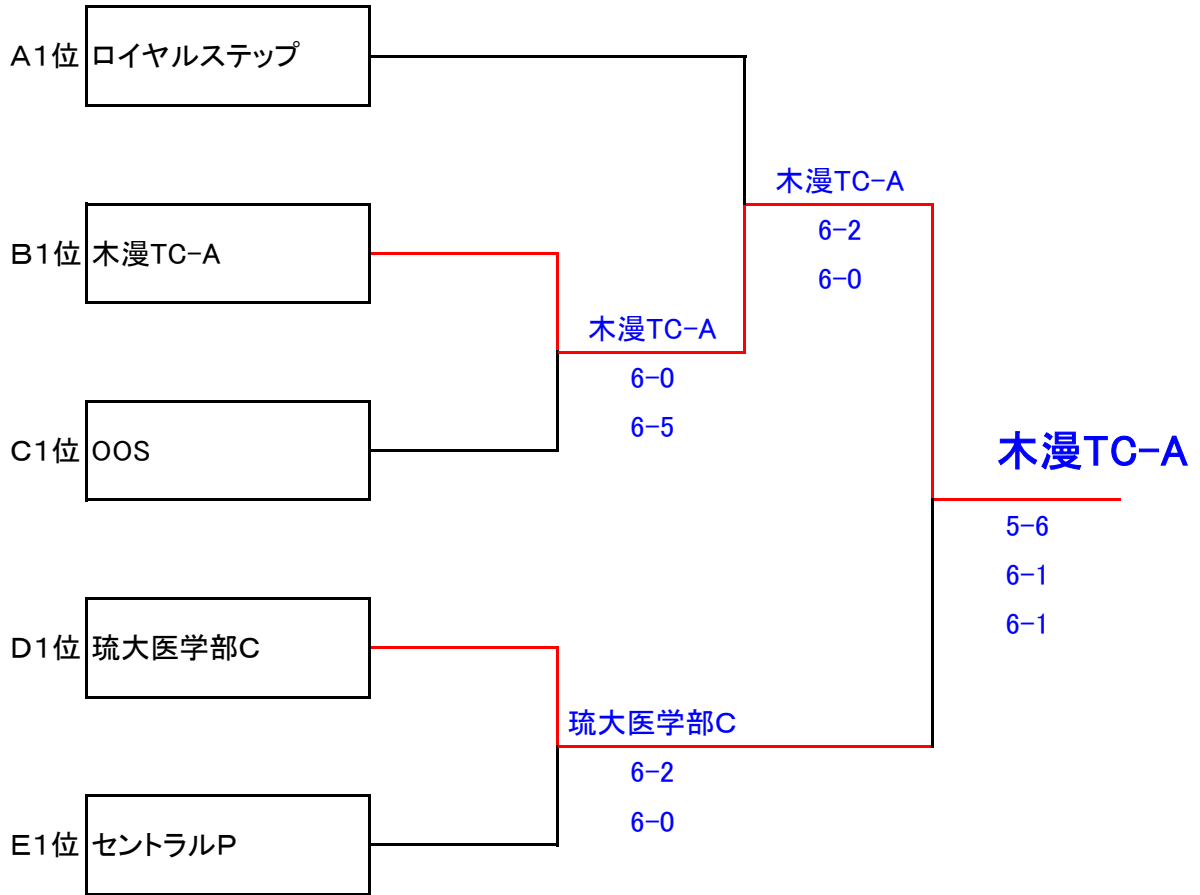 A1位 ロイヤルステップ
木漫TC-A
6-2
B1位 木漫TC-A
6-0
木漫TC-A
6-0
6-5
C1位 OOS
木漫TC-A
5-6
6-1
6-1
D1位 琉大医学部C
琉大医学部C
6-2
6-0
E1位 セントラルP